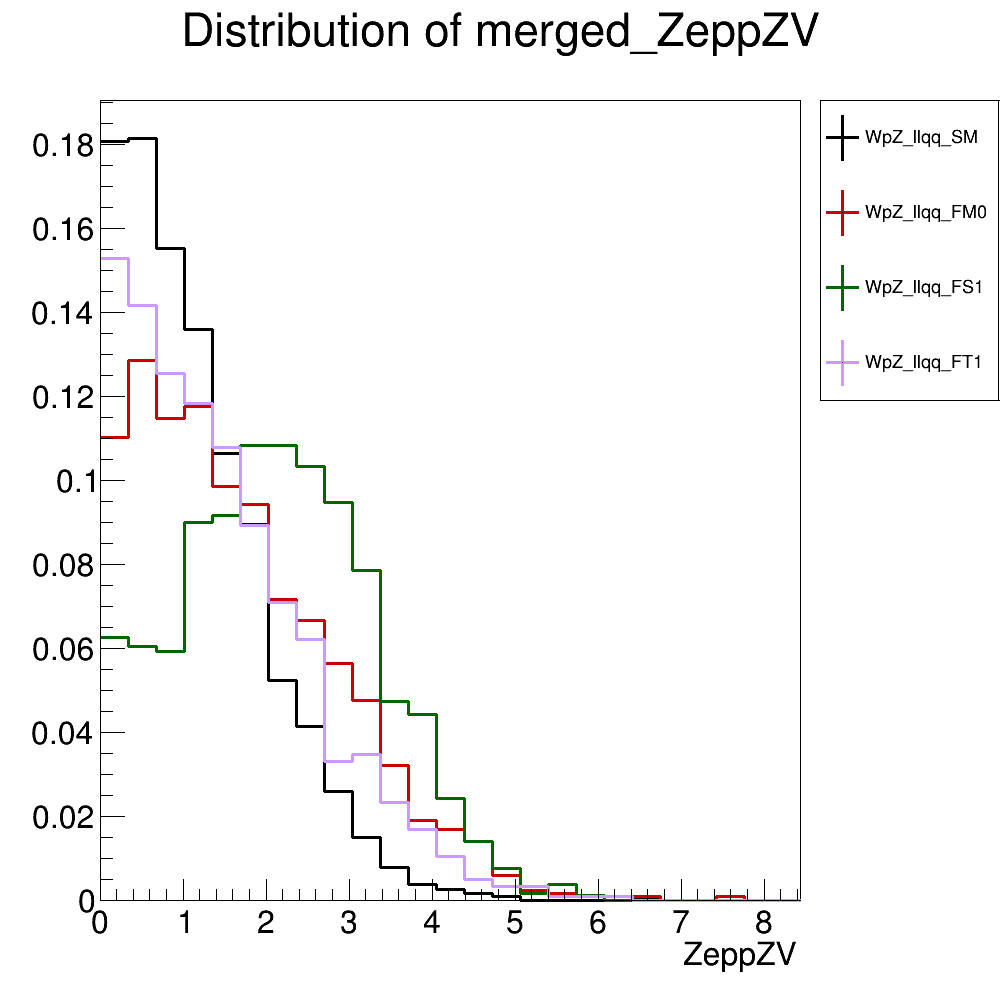 Distribution of merged_ZeppZV
WpZ_llqq_SM
WpZ_llqq_FM0
WpZ_llqq_FS1
WpZ_llqq_FT1
0.18
0.16
0.14
0.12
0.1
0.08
0.06
0.04
0.02
0
0 1 2 3 4 5 6 7 8
ZeppZV